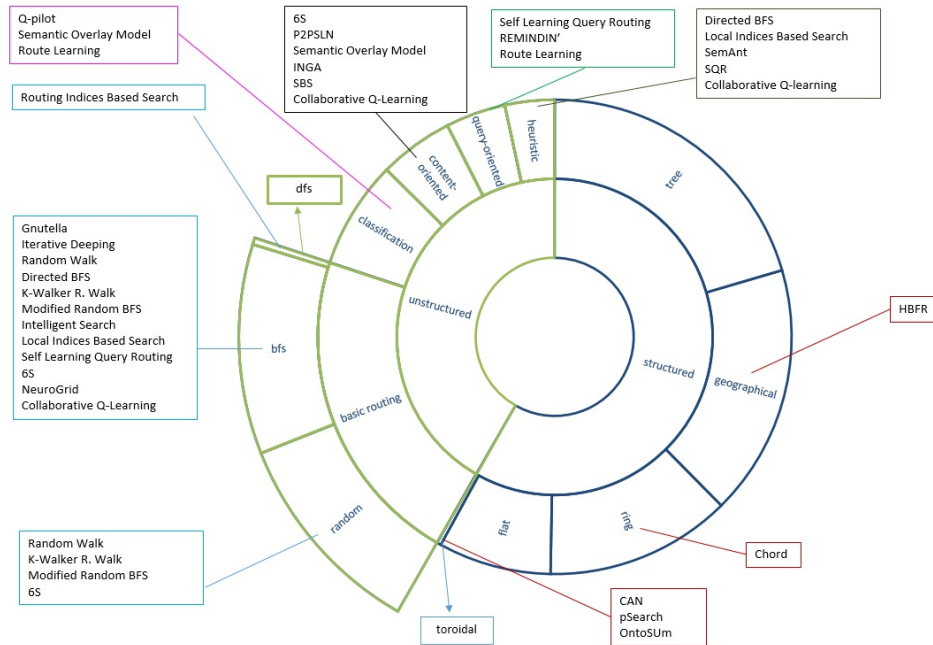 Q-pilot
Semantic Overlay Model
Route Learning
6S
P2PSLN
Semantic Overlay Model
INGA
SBS
Collaborative Q-Learning
Self Learning Query Routing
REMINDIN’
Route Learning
Directed BFS
Local Indices Based Search
SemAnt
SQR
Collaborative Q-learning
Routing Indices Based Search
dfs
classification
content-
oriented
query-oriented
heuristic
tree
unstructured
structured
geographical
HBFR
Gnutella
Iterative Deeping
Random Walk
Directed BFS
K-Walker R. Walk
Modified Random BFS
Intelligent Search
Local Indices Based Search
Self Learning Query Routing
6S
NeuroGrid
Collaborative Q-Learning
bfs
basic routing
random
flat
ring
Chord
Random Walk
K-Walker R. Walk
Modified Random BFS
6S
toroidal
CAN
pSearch
OntoSUm